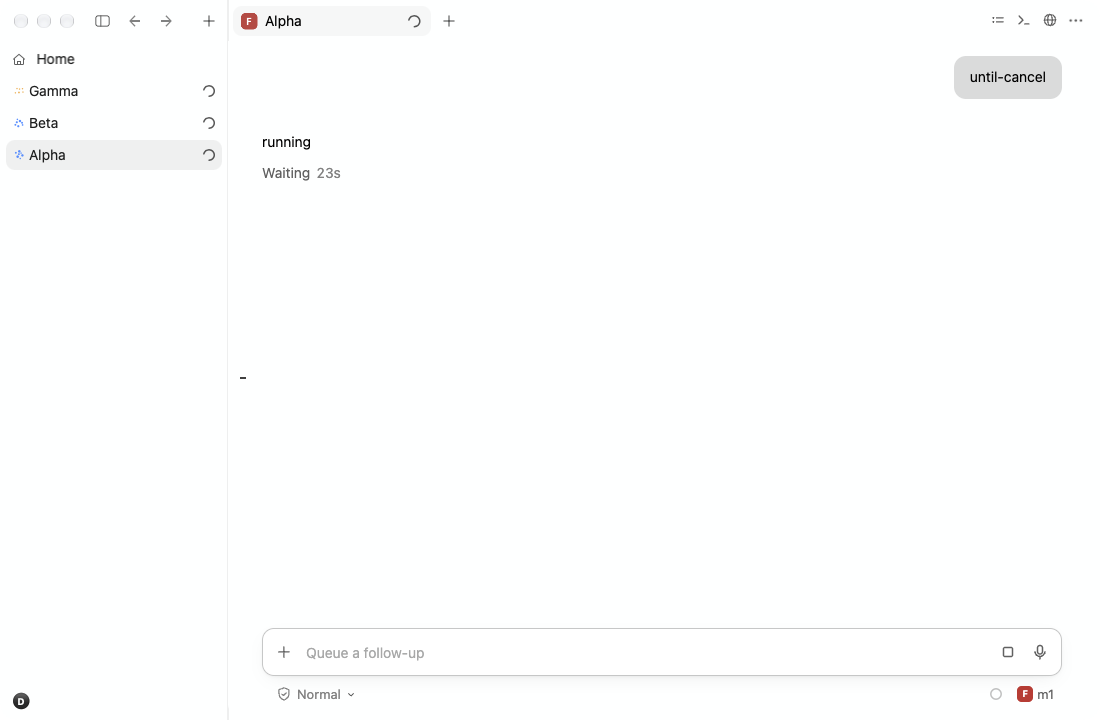 Home
Gamma
Beta
Alpha
D
F Alpha
until-cancel
running
Waiting 23s
Queue a follow-up
Normal
F m1